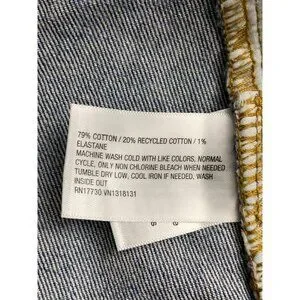 79% COTTON / 20% RECYCLED COTTON / 1%
ELASTANE
MACHINE WASH COLD WITH LIKE COLORS, NORMAL
CYCLE, ONLY NON CHLORINE BLEACH WHEN NEEDED
TUMBLE DRY LOW, COOL IRON IF NEEDED, WASH
INSIDE OUT
RN17730 VN1318131